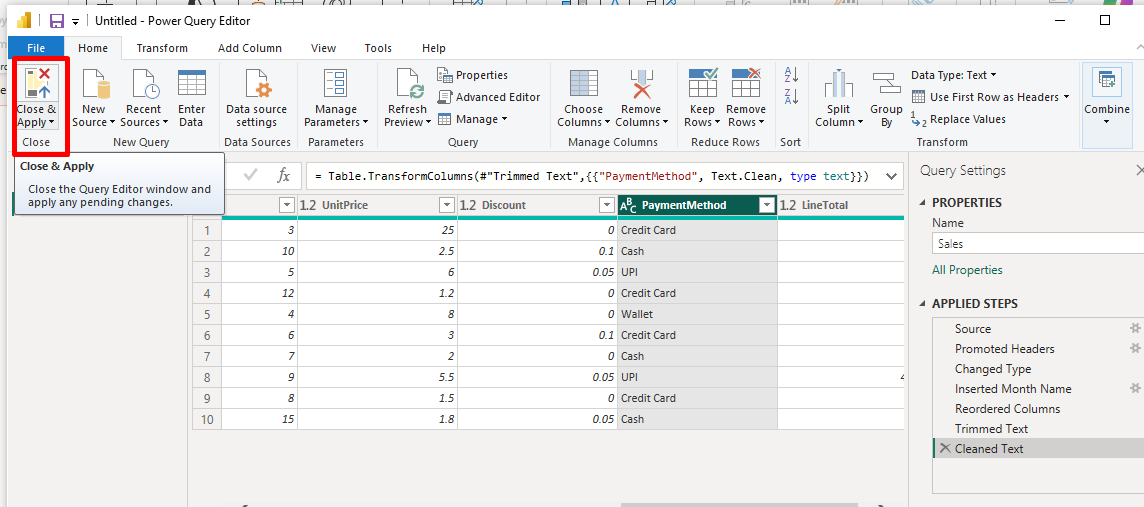 Untitled - Power Query Editor
File Home Transform Add Column View Tools Help
Close & Apply
New Source
Recent Sources
Enter Data
Data source settings
Manage Parameters
Refresh Preview
Properties
Advanced Editor
Manage
Choose Columns
Remove Columns
Keep Rows
Remove Rows
A Z
Z A
Split Column
Group By
Data Type: Text
Use First Row as Headers
1 2 Replace Values
Combine
Close New Query Data Sources Parameters Query Manage Columns Reduce Rows Sort Transform
Close & Apply
Close the Query Editor window and
apply any pending changes.
fx = Table.TransformColumns(#"Trimmed Text",{{"PaymentMethod", Text.Clean, type text}})
1.2 UnitPrice 1.2 Discount ABC PaymentMethod 1.2 LineTotal
1 3 25 0 Credit Card
2 10 2.5 0.1 Cash
3 5 6 0.05 UPI
4 12 1.2 0 Credit Card
5 4 8 0 Wallet
6 6 3 0.1 Credit Card
7 7 2 0 Cash
8 9 5.5 0.05 UPI
9 8 1.5 0 Credit Card
10 15 1.8 0.05 Cash
Query Settings
PROPERTIES
Name
Sales
All Properties
APPLIED STEPS
Source
Promoted Headers
Changed Type
Inserted Month Name
Reordered Columns
Trimmed Text
Cleaned Text